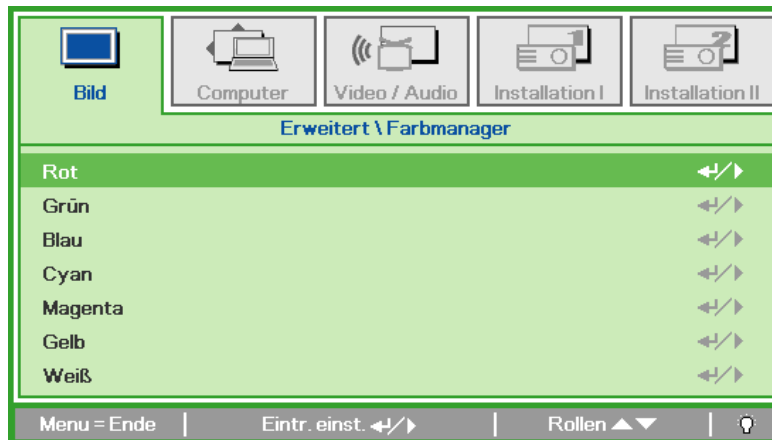 Bild
Computer
Video / Audio
Installation I
Installation II
Erweitert \ Farbmanager
Rot
Grün
Blau
Cyan
Magenta
Gelb
Weiß
Menu = Ende
Eintr. einst. ↵/▶
Rollen ▲▼